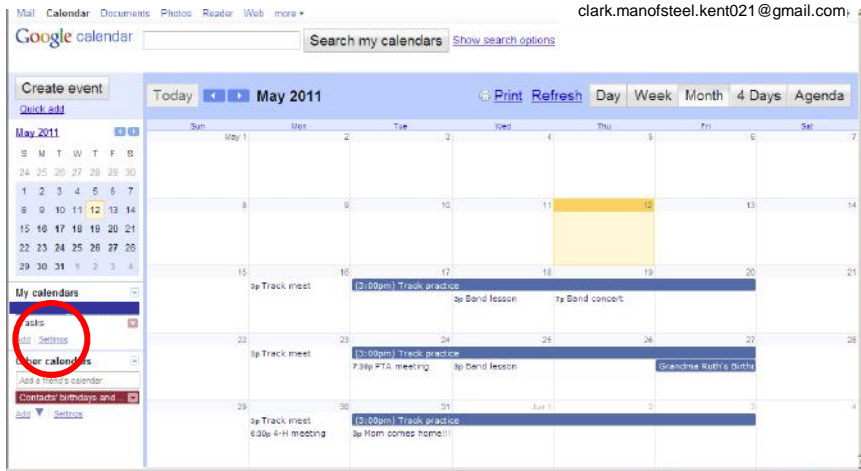 Mail Calendar Documents Photos Reader Web more
clark.manofsteel.kent021@gmail.com
Google calendar
Search my calendars Show search options
Create event
Quick add
Today May 2011 Print Refresh Day Week Month 4 Days Agenda
May 2011
S M T W T F S
24 25 26 27 28 29 30
1 2 3 4 5 6 7
8 9 10 11 12 13 14
15 16 17 18 19 20 21
22 23 24 25 26 27 28
29 30 31 1 2 3 4
My calendars
asks
Add Settings
Other calendars
Add a friend's calendar
Contacts' birthdays and...
Add Settings
Sun Mon Tue Wed Thu Fri Sat
May 1 2 3 4 5 6 7
8 9 10 11 12 13 14
15 16 17 18 19 20 21
3p Track meet (3:00pm) Track practice
3p Band lesson 7p Band concert
22 23 24 25 26 27 28
3p Track meet (3:00pm) Track practice
7:30p PTA meeting 3p Band lesson Grandma Ruth's Birthd
29 30 31 Jun 1 2 3 4
3p Track meet (3:00pm) Track practice
6:30p 4-H meeting 3p Mom comes home!!!